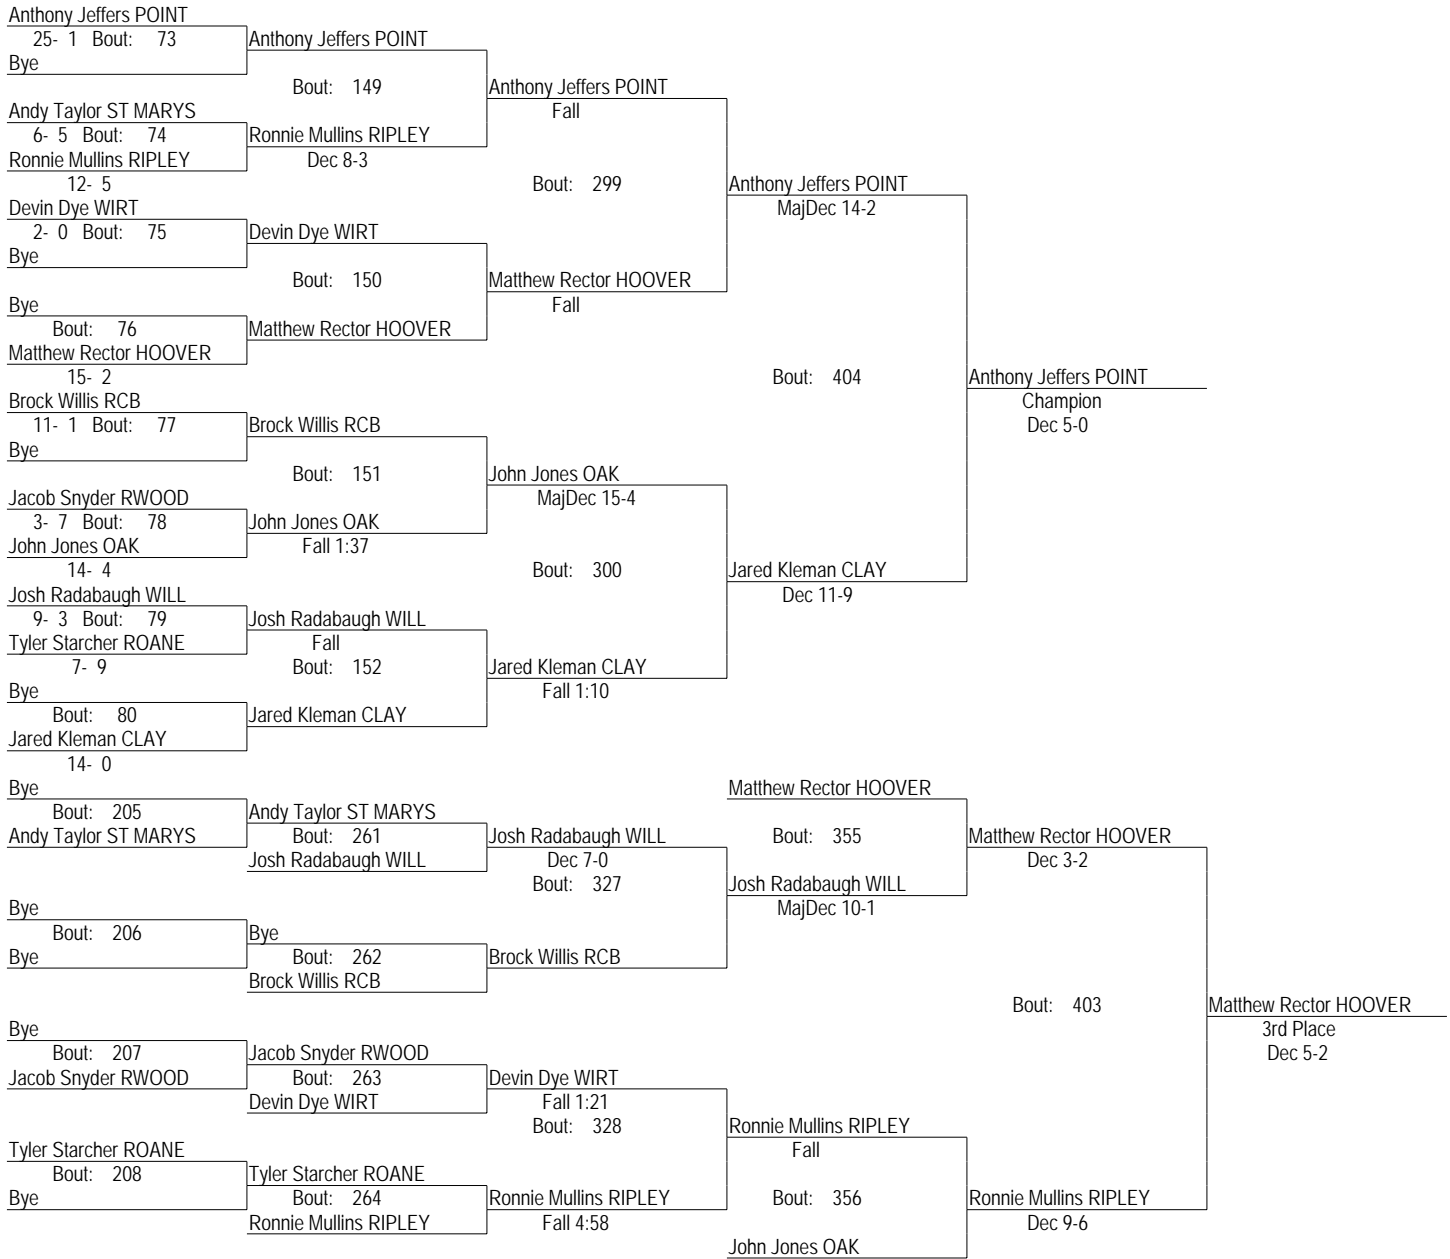 Anthony Jeffers POINT
25- 1 Bout: 73
Anthony Jeffers POINT
Bye
Bout: 149
Anthony Jeffers POINT
Andy Taylor ST MARYS
Fall
6- 5 Bout: 74
Ronnie Mullins RIPLEY
Ronnie Mullins RIPLEY
Dec 8-3
12- 5
Bout: 299
Anthony Jeffers POINT
Devin Dye WIRT
MajDec 14-2
2- 0 Bout: 75
Devin Dye WIRT
Bye
Bout: 150
Matthew Rector HOOVER
Bye
Fall
Bout: 76
Matthew Rector HOOVER
Matthew Rector HOOVER
15- 2
Bout: 404
Anthony Jeffers POINT
Brock Willis RCB
Champion
11- 1 Bout: 77
Brock Willis RCB
Dec 5-0
Bye
Bout: 151
John Jones OAK
Jacob Snyder RWOOD
MajDec 15-4
3- 7 Bout: 78
John Jones OAK
John Jones OAK
Fall 1:37
14- 4
Bout: 300
Jared Kleman CLAY
Josh Radabaugh WILL
Dec 11-9
9- 3 Bout: 79
Josh Radabaugh WILL
Tyler Starcher ROANE
Fall
7- 9
Bout: 152
Jared Kleman CLAY
Bye
Fall 1:10
Bout: 80
Jared Kleman CLAY
Jared Kleman CLAY
14- 0
Bye
Matthew Rector HOOVER
Bout: 205
Andy Taylor ST MARYS
Andy Taylor ST MARYS
Bout: 261
Josh Radabaugh WILL
Bout: 355
Matthew Rector HOOVER
Josh Radabaugh WILL
Dec 7-0
Dec 3-2
Bout: 327
Josh Radabaugh WILL
Bye
MajDec 10-1
Bout: 206
Bye
Bye
Bout: 262
Brock Willis RCB
Brock Willis RCB
Bout: 403
Matthew Rector HOOVER
Bye
3rd Place
Bout: 207
Jacob Snyder RWOOD
Dec 5-2
Jacob Snyder RWOOD
Bout: 263
Devin Dye WIRT
Devin Dye WIRT
Fall 1:21
Bout: 328
Ronnie Mullins RIPLEY
Tyler Starcher ROANE
Fall
Bout: 208
Tyler Starcher ROANE
Bye
Bout: 264
Ronnie Mullins RIPLEY
Bout: 356
Ronnie Mullins RIPLEY
Ronnie Mullins RIPLEY
Fall 4:58
Dec 9-6
John Jones OAK